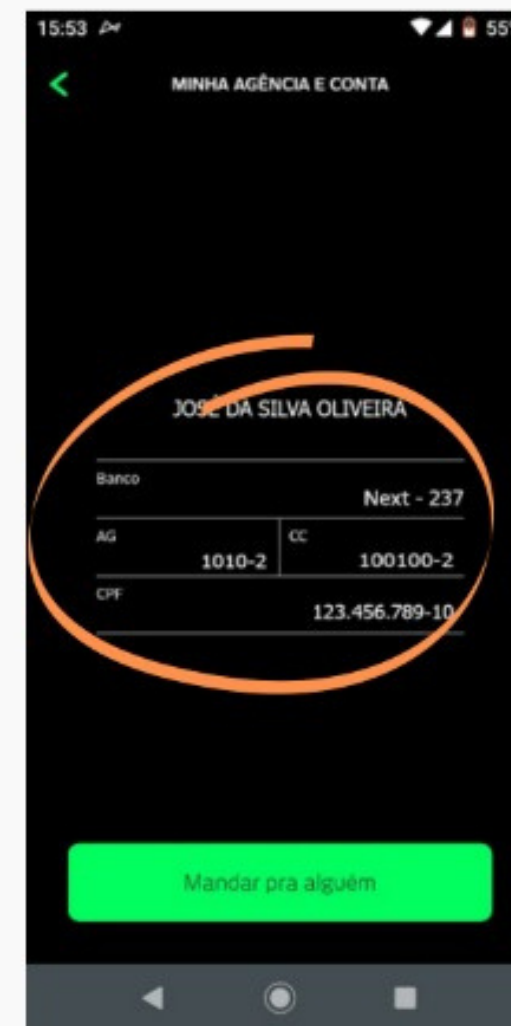 15:53 55
MINHA AGÊNCIA E CONTA
JOSÉ DA SILVA OLIVEIRA
Banco
Next - 237
AG CC
1010-2 100100-2
CPF
123.456.789-10
Mandar pra alguém